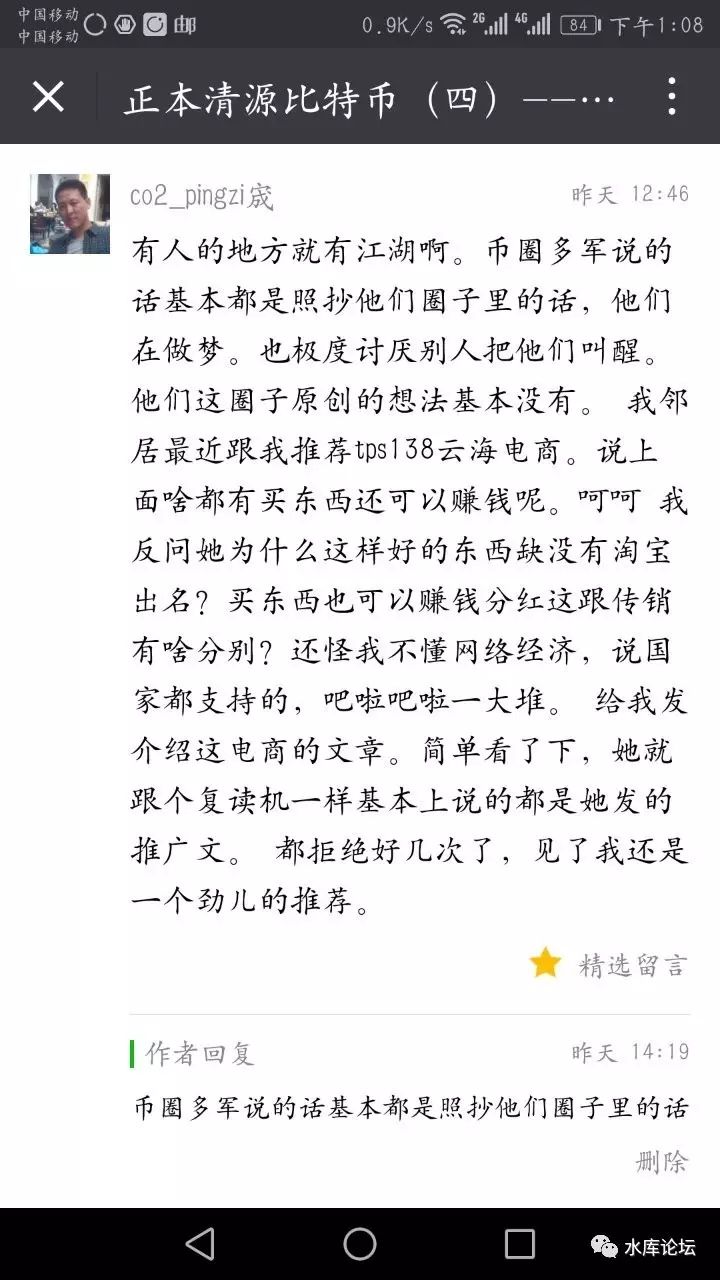 中国移动
中国移动
0.9K/s 2G 4G 84 下午1:08
正本清源比特币（四）——…
co2_pingzi宬 昨天 12:46
有人的地方就有江湖啊。币圈多军说的
话基本都是照抄他们圈子里的话，他们
在做梦。也极度讨厌别人把他们叫醒。
他们这圈子原创的想法基本没有。 我邻
居最近跟我推荐tps138云海电商。说上
面啥都有买东西还可以赚钱呢。呵呵 我
反问她为什么这样好的东西缺没有淘宝
出名？买东西也可以赚钱分红这跟传销
有啥分别？还怪我不懂网络经济，说国
家都支持的，吧啦吧啦一大堆。 给我发
介绍这电商的文章。简单看了下，她就
跟个复读机一样基本上说的都是她发的
推广文。 都拒绝好几次了，见了我还是
一个劲儿的推荐。
精选留言
作者回复 昨天 14:19
币圈多军说的话基本都是照抄他们圈子里的话
删除
水库论坛